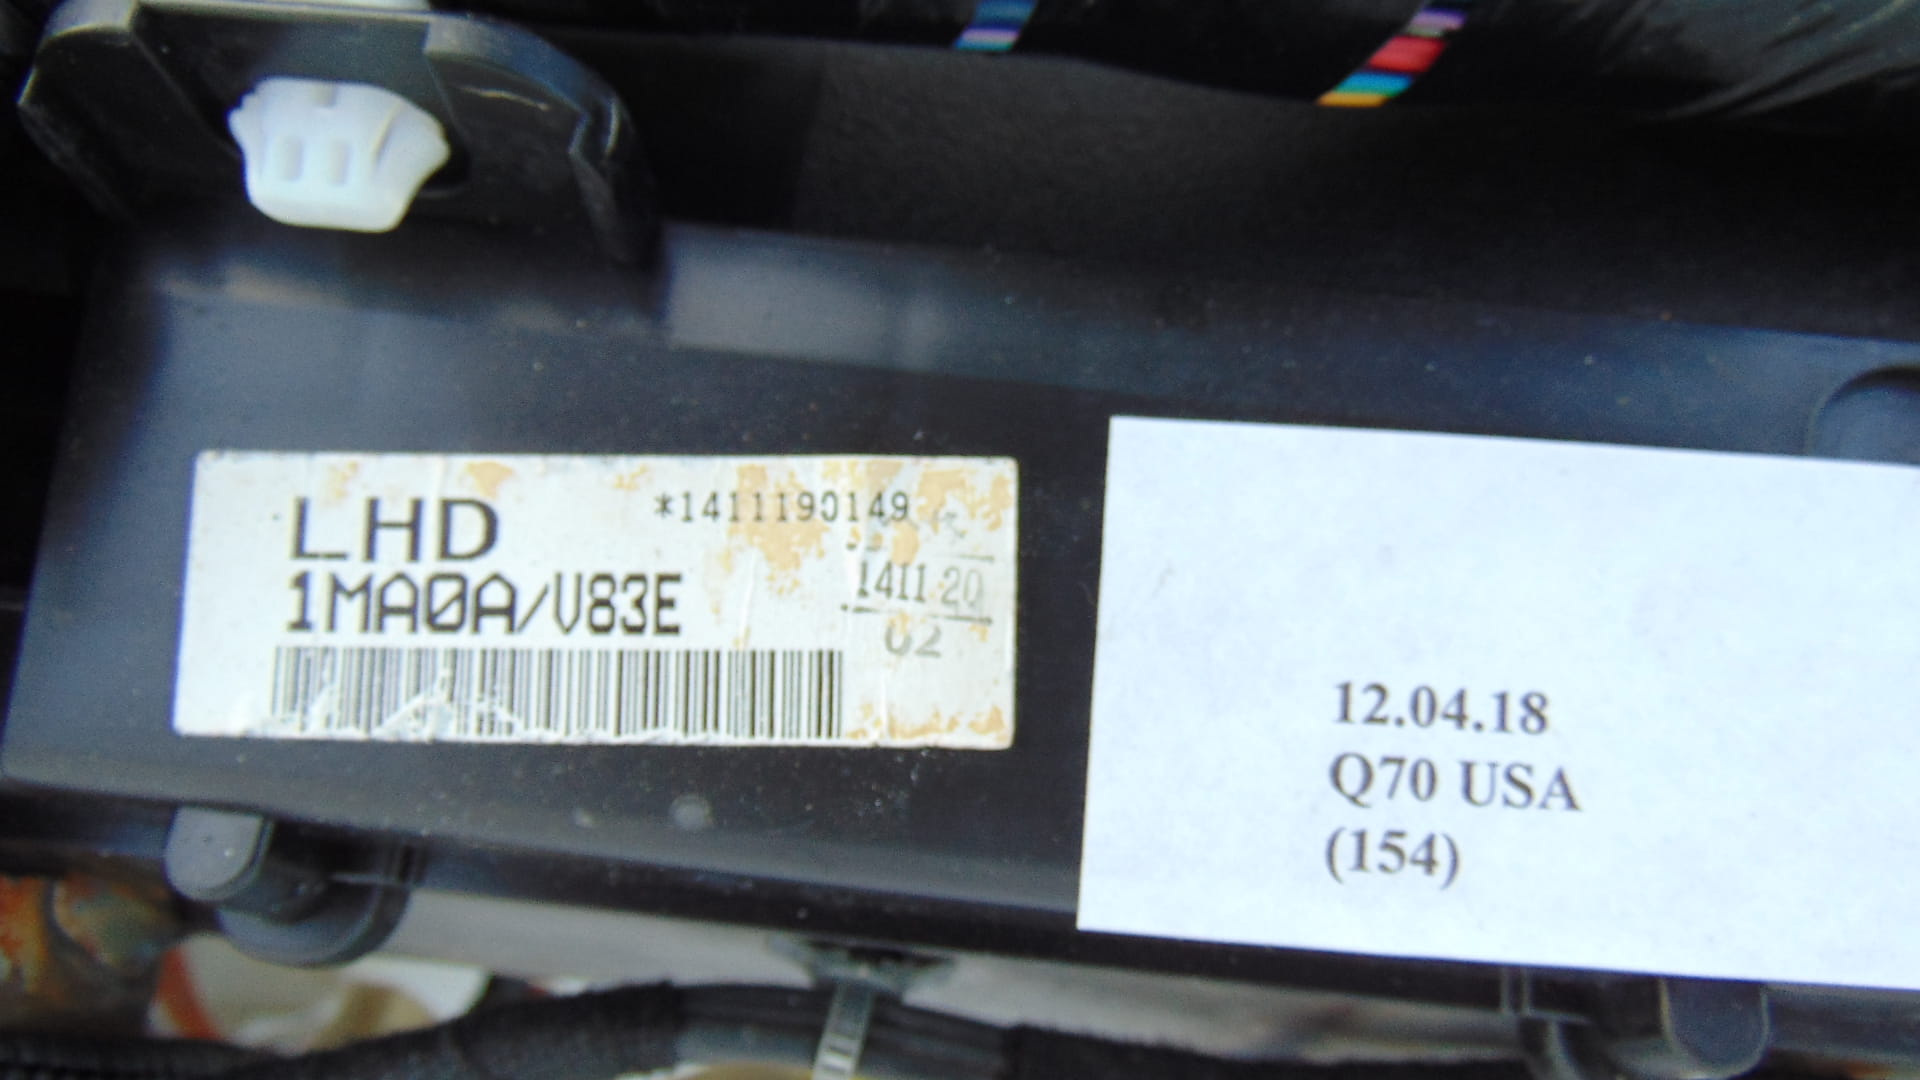 LHD
*1411190149
1MA0A/V83E
1411 20
02
12.04.18
Q70 USA
(154)